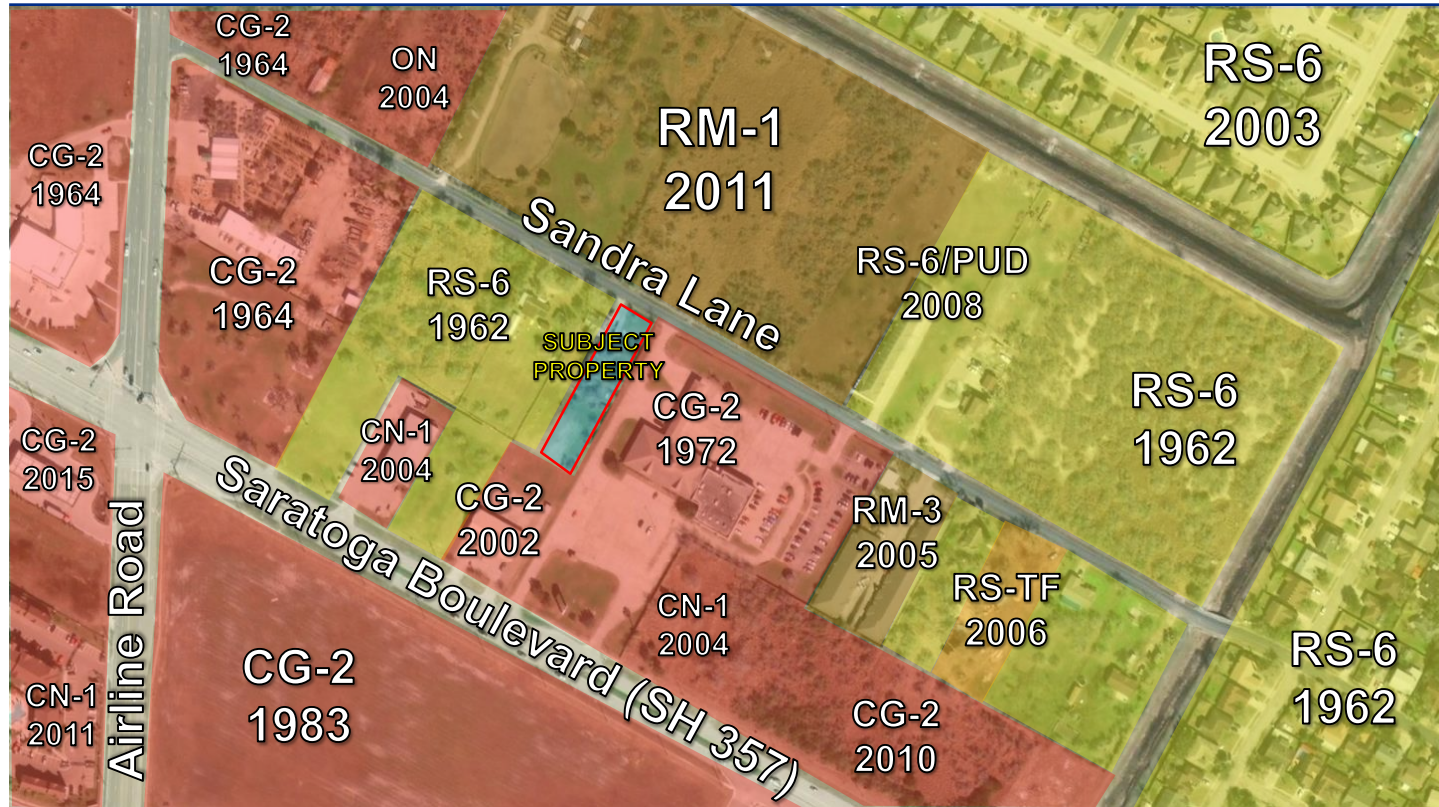 CG-2
1964
ON
2004
RS-6
2003
RM-1
2011
CG-2
1964
Sandra Lane
RS-6/PUD
2008
CG-2
1964
RS-6
1962
SUBJECT
PROPERTY
RS-6
1962
CG-2
1972
CN-1
2004
CG-2
2015
CG-2
2002
RM-3
2005
RS-TF
2006
Saratoga Boulevard (SH 357)
Airline Road
CN-1
2004
RS-6
1962
CG-2
1983
CN-1
2011
CG-2
2010